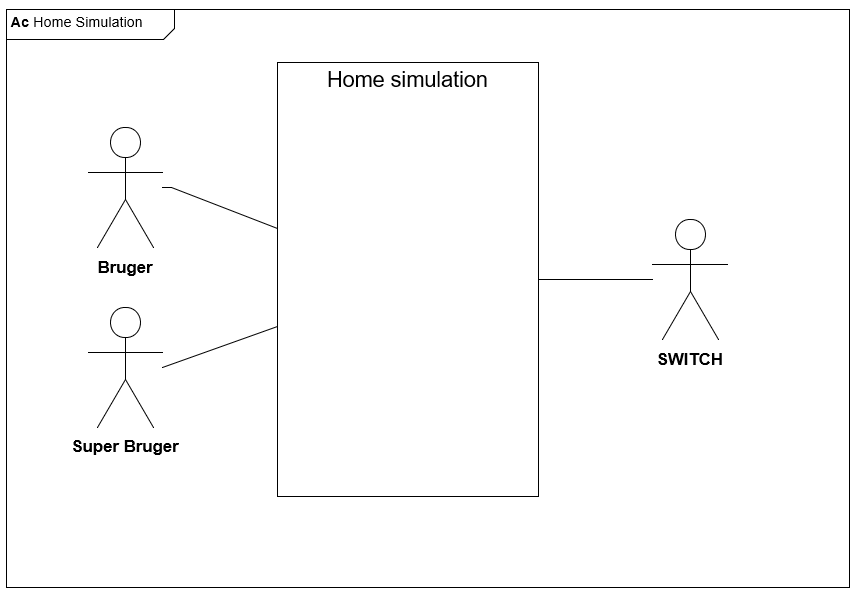 Ac Home Simulation
Home simulation
Bruger
Super Bruger
SWITCH